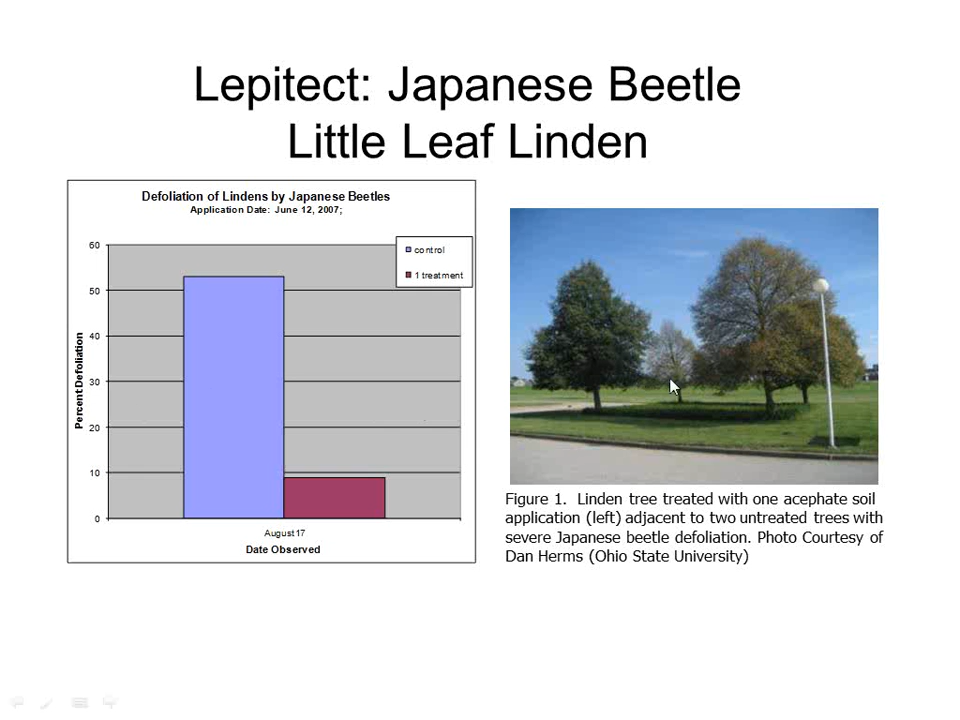 Lepitect: Japanese Beetle
Little Leaf Linden
Defoliation of Lindens by Japanese Beetles
Application Date: June 12, 2007;
control
1 treatment
60
50
40
30
20
10
0
Percent Defoliation
August 17
Date Observed
Figure 1. Linden tree treated with one acephate soil
application (left) adjacent to two untreated trees with
severe Japanese beetle defoliation. Photo Courtesy of
Dan Herms (Ohio State University)